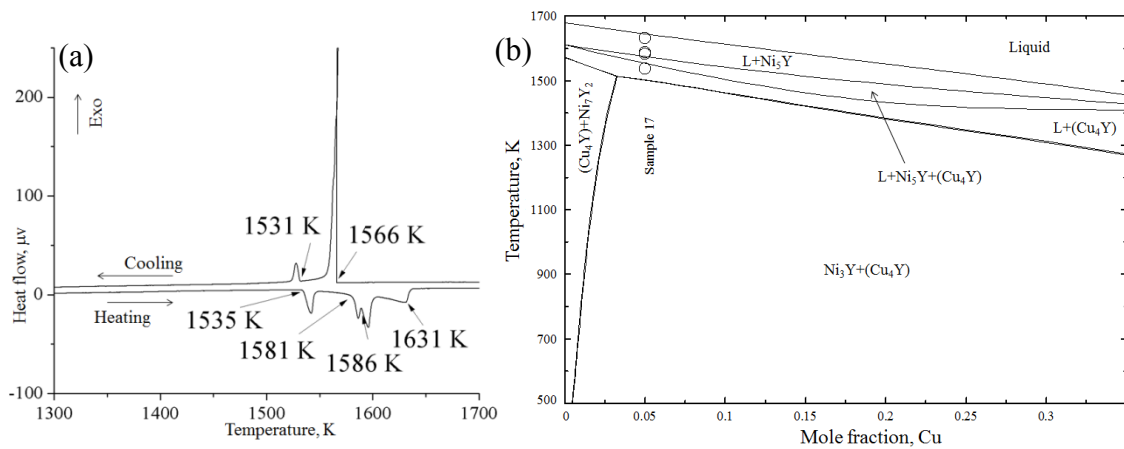 (a)
200
Exo
100
1531 K
1566 K
Cooling
0
Heating
1535 K
1581 K
1586 K
1631 K
-100
Heat flow, μv
1300
1400
1500
1600
1700
Temperature, K
(b)
1700
1500
1300
1100
900
700
500
Temperature, K
Liquid
L+Ni₅Y
(Cu₄Y)+Ni₇Y₂
Sample 17
L+(Cu₄Y)
L+Ni₅Y+(Cu₄Y)
Ni₃Y+(Cu₄Y)
0
0.05
0.1
0.15
0.2
0.25
0.3
Mole fraction, Cu